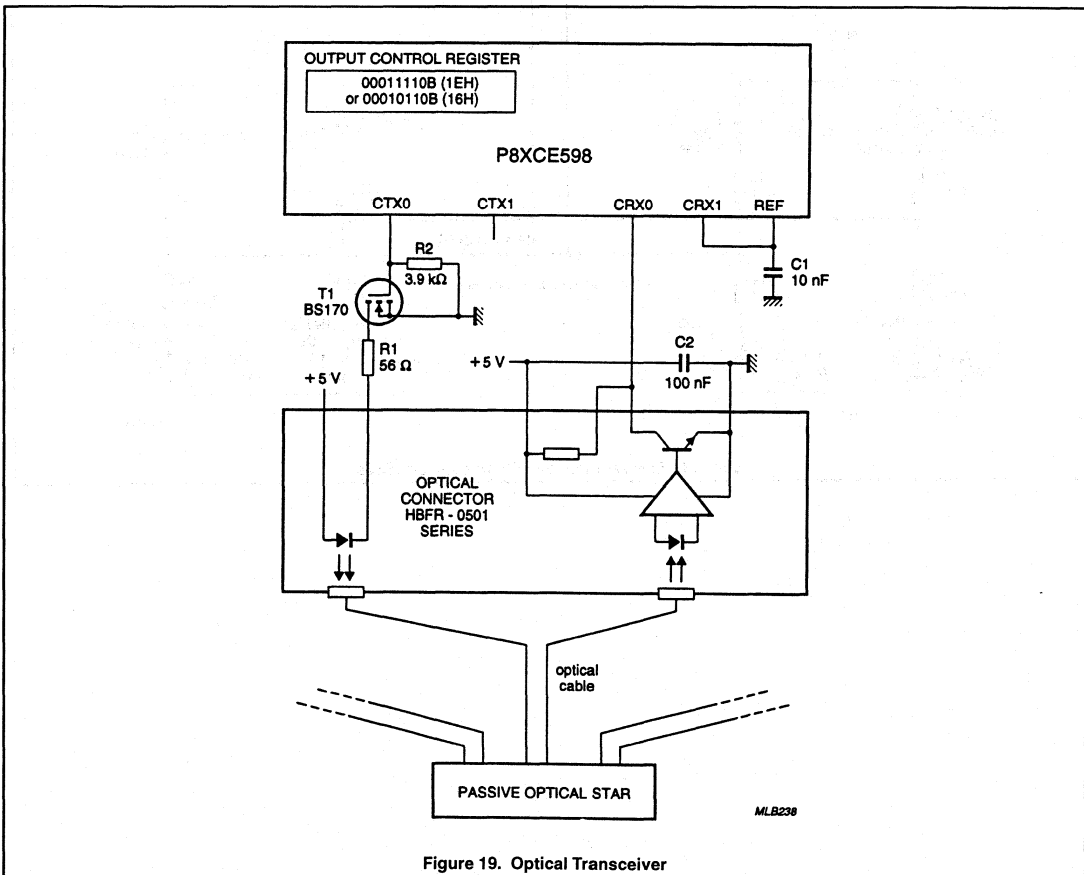 OUTPUT CONTROL REGISTER
00011110B (1EH)
or 00010110B (16H)
P8XCE598
CTX0
CTX1
CRX0
CRX1
REF
R2
3.9 kΩ
C1
10 nF
T1
BS170
R1
56 Ω
+5 V
+5 V
C2
100 nF
OPTICAL
CONNECTOR
HBFR - 0501
SERIES
optical
cable
PASSIVE OPTICAL STAR
MLB238
Figure 19. Optical Transceiver